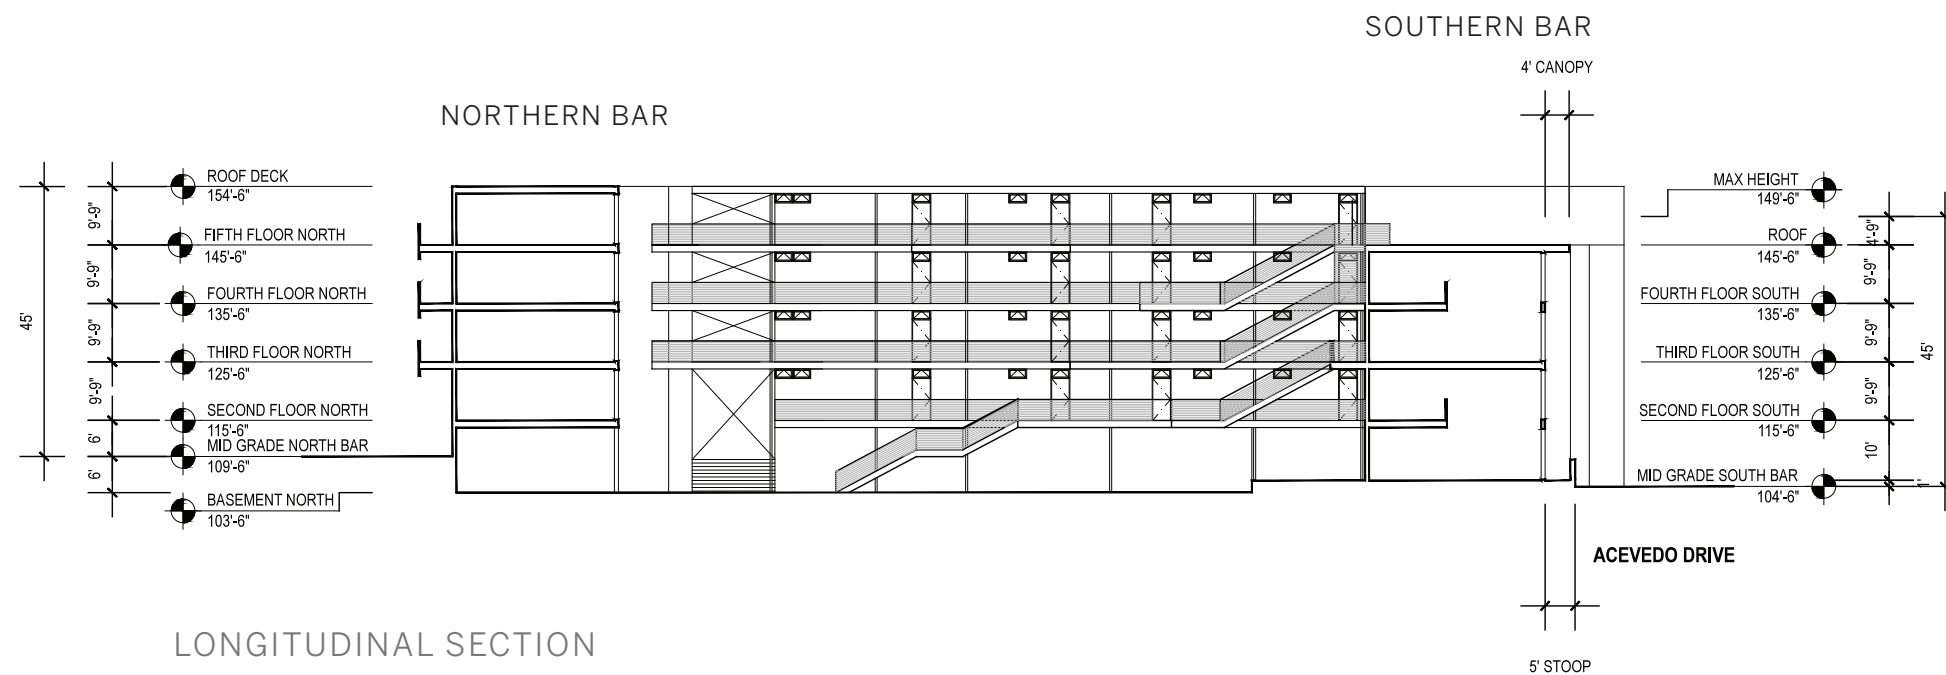 SOUTHERN BAR
4' CANOPY
NORTHERN BAR
ROOF DECK
154'-6"
FIFTH FLOOR NORTH
145'-6"
FOURTH FLOOR NORTH
135'-6"
THIRD FLOOR NORTH
125'-6"
SECOND FLOOR NORTH
115'-6"
MID GRADE NORTH BAR
109'-6"
BASEMENT NORTH
103'-6"
45'
9'-9"
9'-9"
9'-9"
9'-9"
6'
6'
MAX HEIGHT
149'-6"
ROOF
145'-6"
FOURTH FLOOR SOUTH
135'-6"
THIRD FLOOR SOUTH
125'-6"
SECOND FLOOR SOUTH
115'-6"
MID GRADE SOUTH BAR
104'-6"
4'-9"
9'-9"
9'-9"
9'-9"
10'
1'
45'
ACEVEDO DRIVE
LONGITUDINAL SECTION
5' STOOP